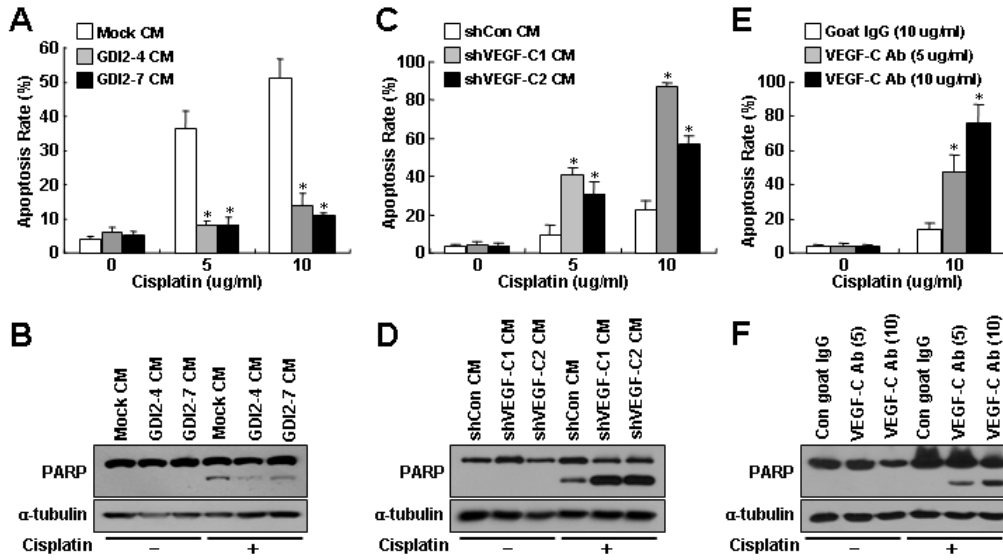 A
Mock CM
GDI2-4 CM
GDI2-7 CM
Apoptosis Rate (%)
60
50
40
30
20
10
0
0 5 10
Cisplatin (ug/ml)
C
shCon CM
shVEGF-C1 CM
shVEGF-C2 CM
Apoptosis Rate (%)
100
80
60
40
20
0
* * * *
0 5 10
Cisplatin (ug/ml)
E
Goat IgG (10 ug/ml)
VEGF-C Ab (5 ug/ml)
VEGF-C Ab (10 ug/ml)
Apoptosis Rate (%)
100
80
60
40
20
0
* *
0 10
Cisplatin (ug/ml)
B
Mock CM
GDI2-4 CM
GDI2-7 CM
Mock CM
GDI2-4 CM
GDI2-7 CM
PARP
α-tubulin
Cisplatin – +
D
shCon CM
shVEGF-C1 CM
shVEGF-C2 CM
shCon CM
shVEGF-C1 CM
shVEGF-C2 CM
PARP
α-tubulin
Cisplatin – +
F
Con goat IgG
VEGF-C Ab (5)
VEGF-C Ab (10)
Con goat IgG
VEGF-C Ab (5)
VEGF-C Ab (10)
PARP
α-tubulin
Cisplatin – +